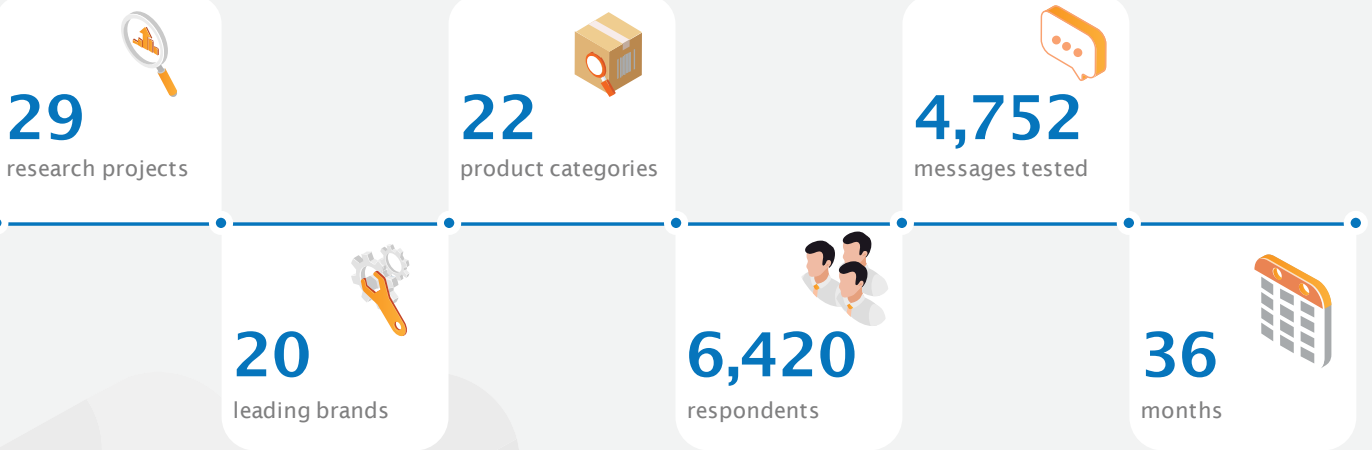 29
research projects
20
leading brands
22
product categories
6,420
respondents
4,752
messages tested
36
months